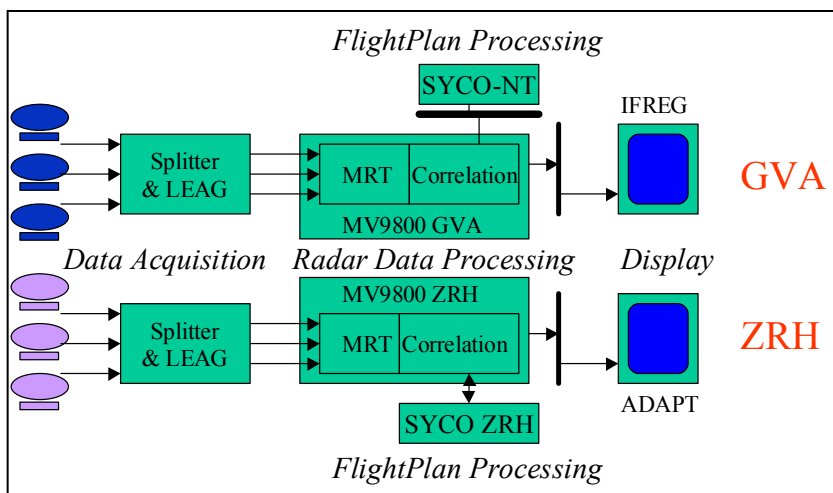 FlightPlan Processing
SYCO-NT
IFREG
Splitter
& LEAG
MRT
Correlation
MV9800 GVA
GVA
Data Acquisition
Radar Data Processing
Display
MV9800 ZRH
Splitter
& LEAG
MRT
Correlation
ZRH
ADAPT
SYCO ZRH
FlightPlan Processing